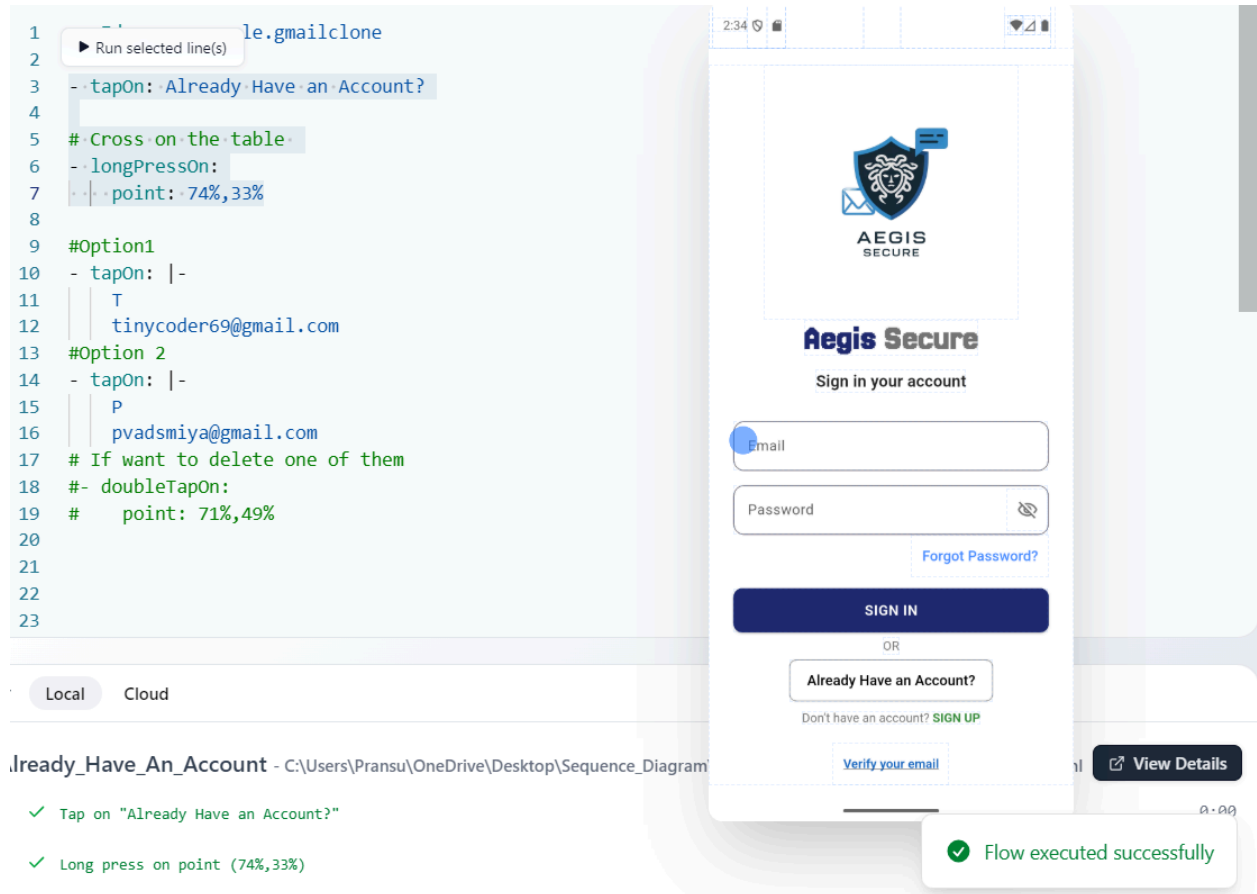 1
le.gmailclone
Run selected line(s)
2
3 - tapOn: Already Have an Account?
4
5 # Cross on the table
6 - longPressOn:
7 point: 74%,33%
8
9 #Option1
10 - tapOn: |-
11 T
12 tinycoder69@gmail.com
13 #Option 2
14 - tapOn: |-
15 P
16 pvadsmiya@gmail.com
17 # If want to delete one of them
18 #- doubleTapOn:
19 # point: 71%,49%
20
21
22
23
2:34
AEGIS
SECURE
Aegis Secure
Sign in your account
Email
Password
Forgot Password?
SIGN IN
OR
Already Have an Account?
Don't have an account? SIGN UP
Verify your email
Local Cloud
lready_Have_An_Account - C:\Users\Pransu\OneDrive\Desktop\Sequence_Diagram
View Details
Tap on "Already Have an Account?"
0:00
Long press on point (74%,33%)
Flow executed successfully